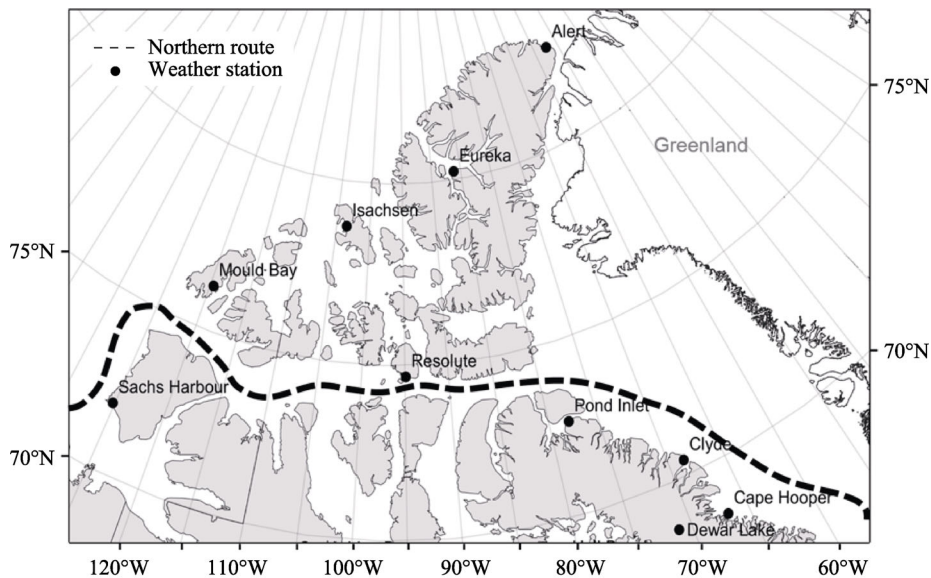 Alert
Northern route
Weather station
75°N
Greenland
Eureka
Isachsen
75°N
Mould Bay
Resolute
70°N
Sachs Harbour
Pond Inlet
Clyde
70°N
Cape Hooper
Dewar Lake
120°W
110°W
100°W
90°W
80°W
70°W
60°W